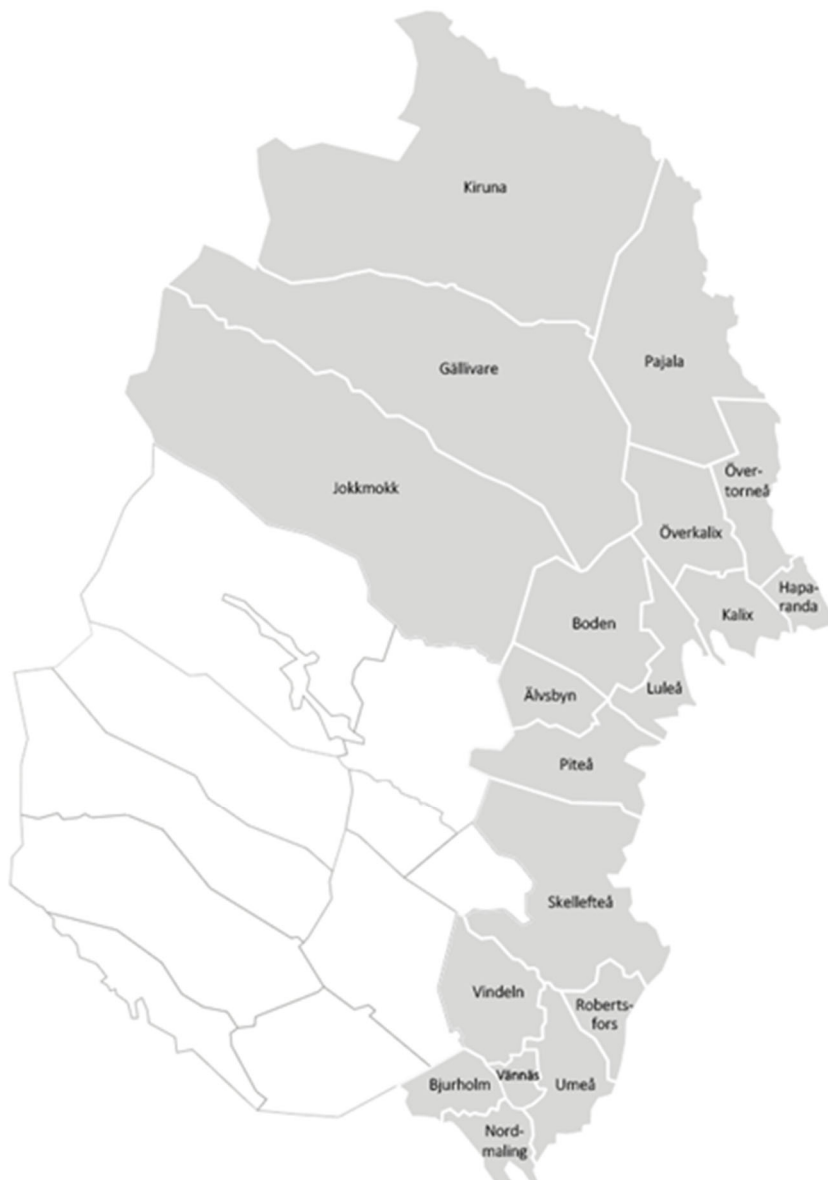 Kiruna
Pajala
Gällivare
Över-
torneå
Jokkmokk
Överkalix
Hapa-
randa
Kalix
Boden
Luleå
Älvsbyn
Piteå
Skellefteå
Vindeln
Roberts-
fors
Vännäs
Bjurholm
Umeå
Nord-
maling